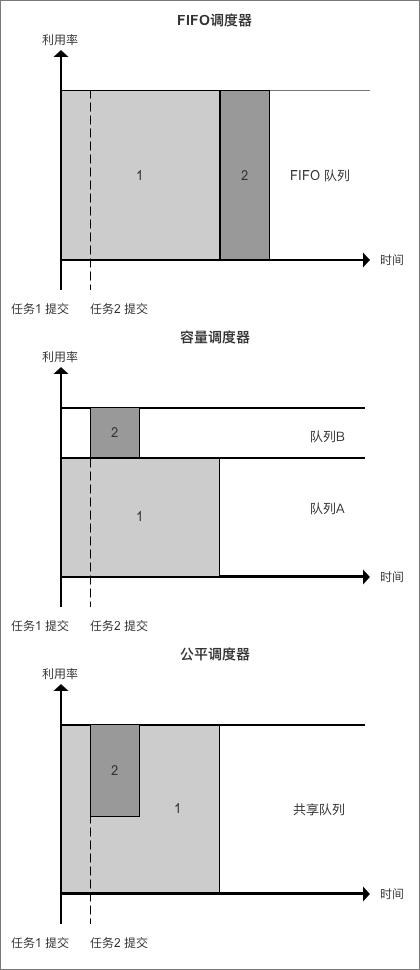 FIFO调度器
利用率
1
2
FIFO 队列
时间
任务1 提交
任务2 提交
容量调度器
利用率
2
队列B
1
队列A
时间
任务1 提交
任务2 提交
公平调度器
利用率
2
1
共享队列
时间
任务1 提交
任务2 提交